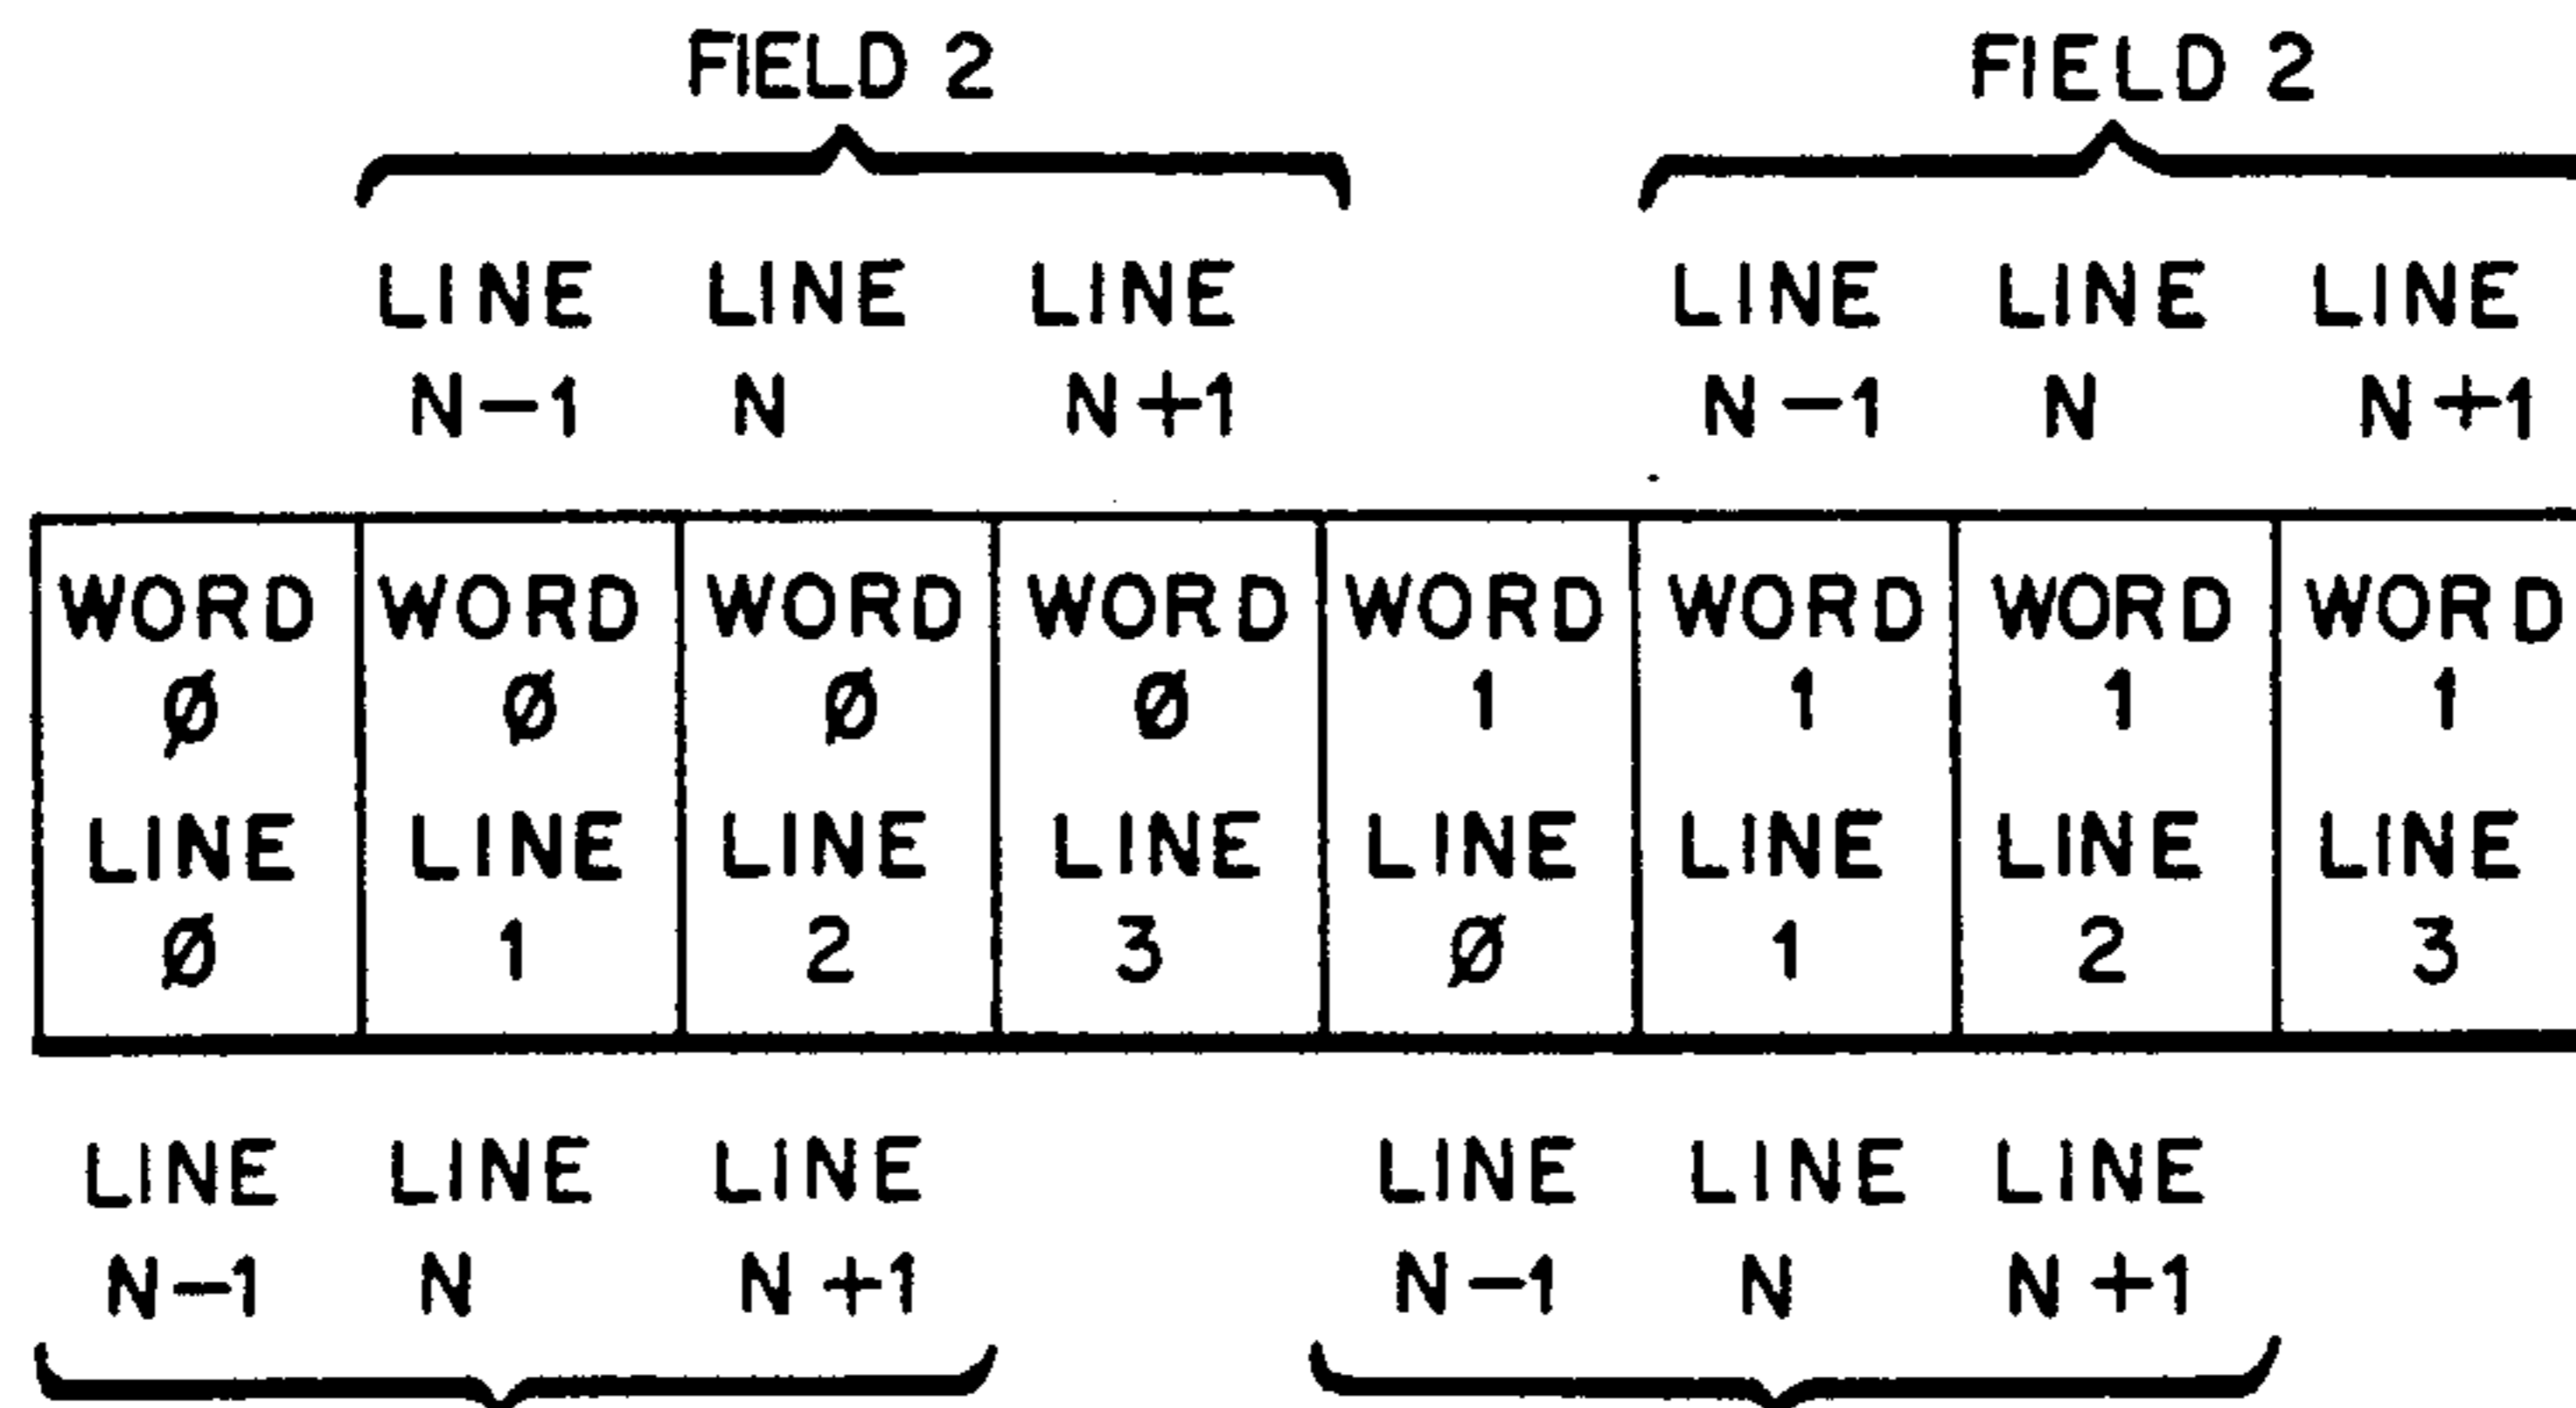 FIELD 2 FIELD 2
LINE LINE LINE LINE LINE LINE
N-1 N N+1 N-1 N N+1
WORD WORD WORD WORD WORD WORD WORD WORD
Ø Ø Ø Ø 1 1 1 1
LINE LINE LINE LINE LINE LINE LINE LINE
Ø 1 2 3 Ø 1 2 3
LINE LINE LINE LINE LINE LINE
N-1 N N+1 N-1 N N+1